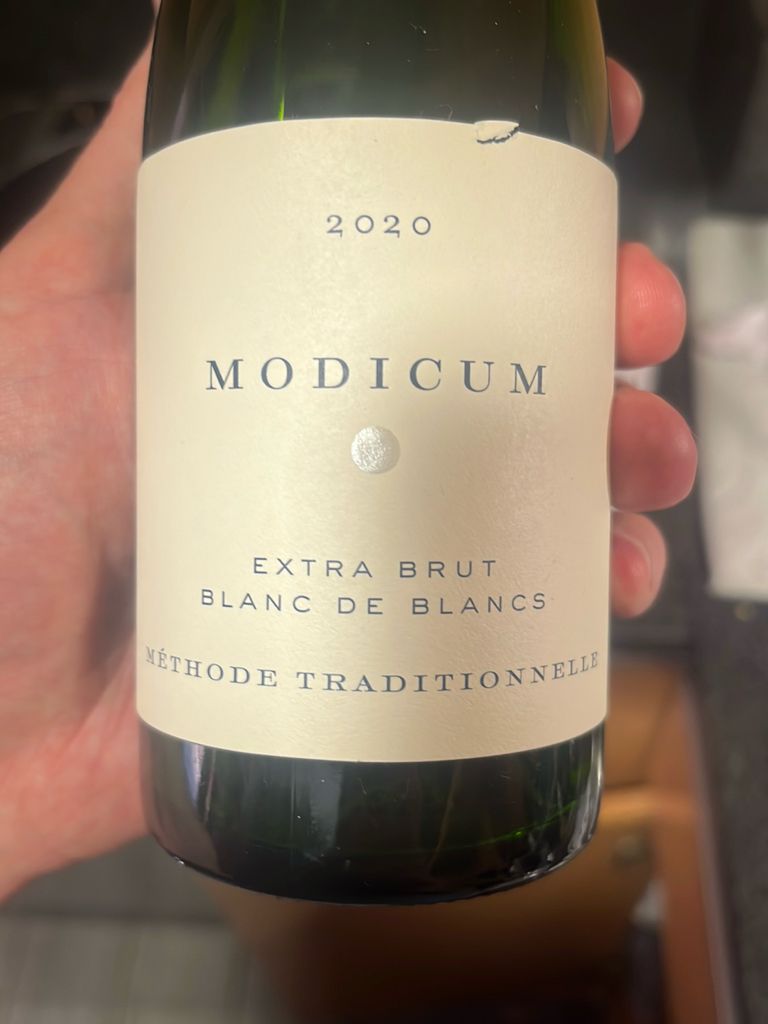 2020
MODICUM
EXTRA BRUT
BLANC DE BLANCS
MÉTHODE TRADITIONNELLE